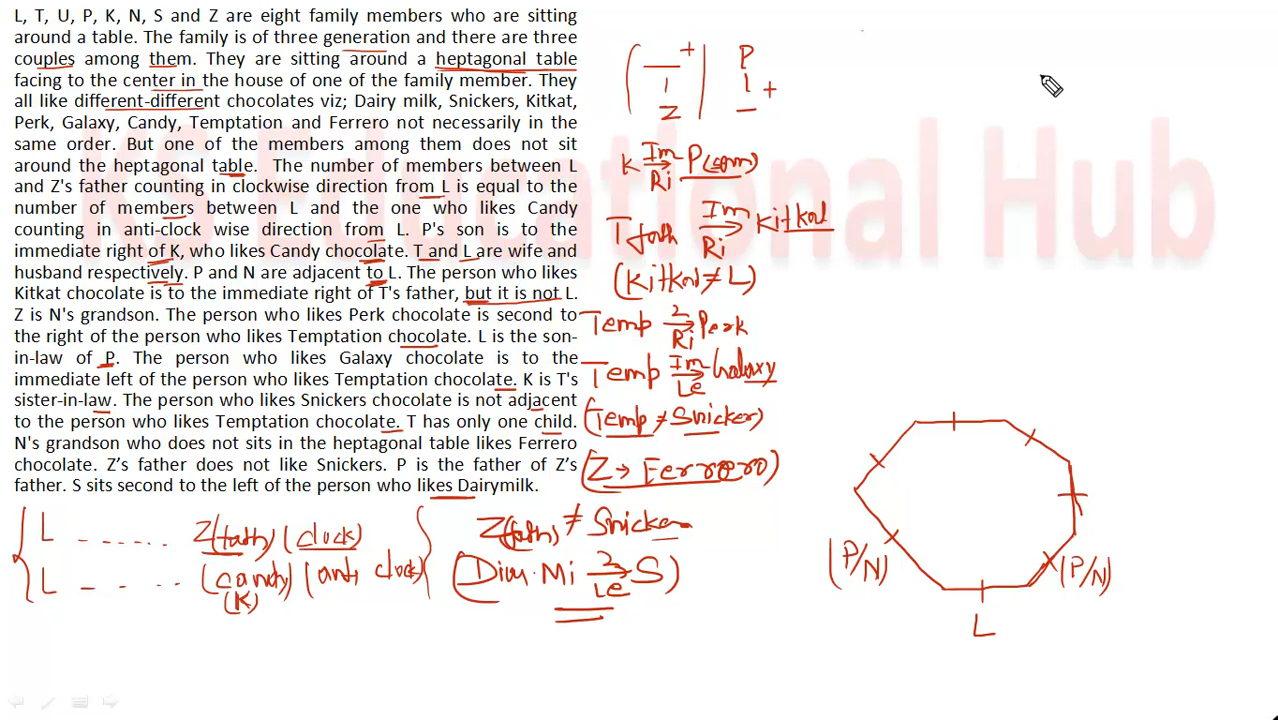 L, T, U, P, K, N, S and Z are eight family members who are sitting
around a table. The family is of three generation and there are three
couples among them. They are sitting around a heptagonal table
facing to the center in the house of one of the family member. They
all like different-different chocolates viz; Dairy milk, Snickers, Kitkat,
Perk, Galaxy, Candy, Temptation and Ferrero not necessarily in the
same order. But one of the members among them does not sit
around the heptagonal table. The number of members between L
and Z's father counting in clockwise direction from L is equal to the
number of members between L and the one who likes Candy
counting in anti-clock wise direction from L. P's son is to the
immediate right of K, who likes Candy chocolate. T and L are wife and
husband respectively. P and N are adjacent to L. The person who likes
Kitkat chocolate is to the immediate right of T's father, but it is not L.
Z is N's grandson. The person who likes Perk chocolate is second to
the right of the person who likes Temptation chocolate. L is the son-
in-law of P. The person who likes Galaxy chocolate is to the
immediate left of the person who likes Temptation chocolate. K is T's
sister-in-law. The person who likes Snickers chocolate is not adjacent
to the person who likes Temptation chocolate. T has only one child.
N's grandson who does not sits in the heptagonal table likes Ferrero
chocolate. Z's father does not like Snickers. P is the father of Z's
father. S sits second to the left of the person who likes Dairymilk.
L ------ Z(fath) (clock)
L - - - - (candy) (anti clock)
(K)
+ P
Z +
K Im Ri P(son)
T fath Im Ri Kitkat
(Kitkat ≠ L)
Temp 2 Ri Perk
Temp Im Le Galaxy
(Temp ≠ Snicker)
(Z → Ferrero)
Z(fath) ≠ Snicker
(Dim. Mi 2 Le S)
(P/N) (P/N)
L
KS Educational Hub